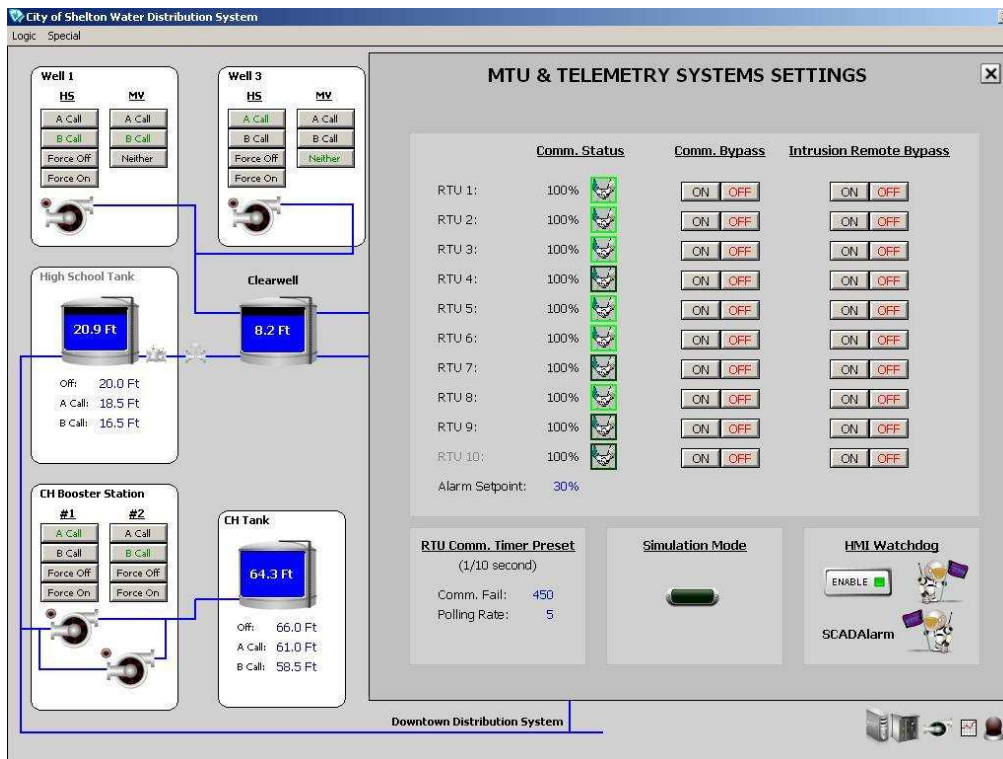 City of Shelton Water Distribution System
Logic Special
Well 1
HS MV
A Call A Call
B Call B Call
Force Off Neither
Force On
Well 3
HS MV
A Call A Call
B Call B Call
Force Off Neither
Force On
High School Tank
20.9 Ft
Off: 20.0 Ft
A Call: 18.5 Ft
B Call: 16.5 Ft
Clearwell
8.2 Ft
CH Booster Station
#1 #2
A Call A Call
B Call B Call
Force Off Force Off
Force On Force On
CH Tank
64.3 Ft
Off: 66.0 Ft
A Call: 61.0 Ft
B Call: 58.5 Ft
Downtown Distribution System
MTU & TELEMETRY SYSTEMS SETTINGS
Comm. Status Comm. Bypass Intrusion Remote Bypass
RTU 1: 100% ON OFF ON OFF
RTU 2: 100% ON OFF ON OFF
RTU 3: 100% ON OFF ON OFF
RTU 4: 100% ON OFF ON OFF
RTU 5: 100% ON OFF ON OFF
RTU 6: 100% ON OFF ON OFF
RTU 7: 100% ON OFF ON OFF
RTU 8: 100% ON OFF ON OFF
RTU 9: 100% ON OFF ON OFF
RTU 10: 100% ON OFF ON OFF
Alarm Setpoint: 30%
RTU Comm. Timer Preset
(1/10 second)
Comm. Fail: 450
Polling Rate: 5
Simulation Mode
HMI Watchdog
ENABLE
SCADAlarm